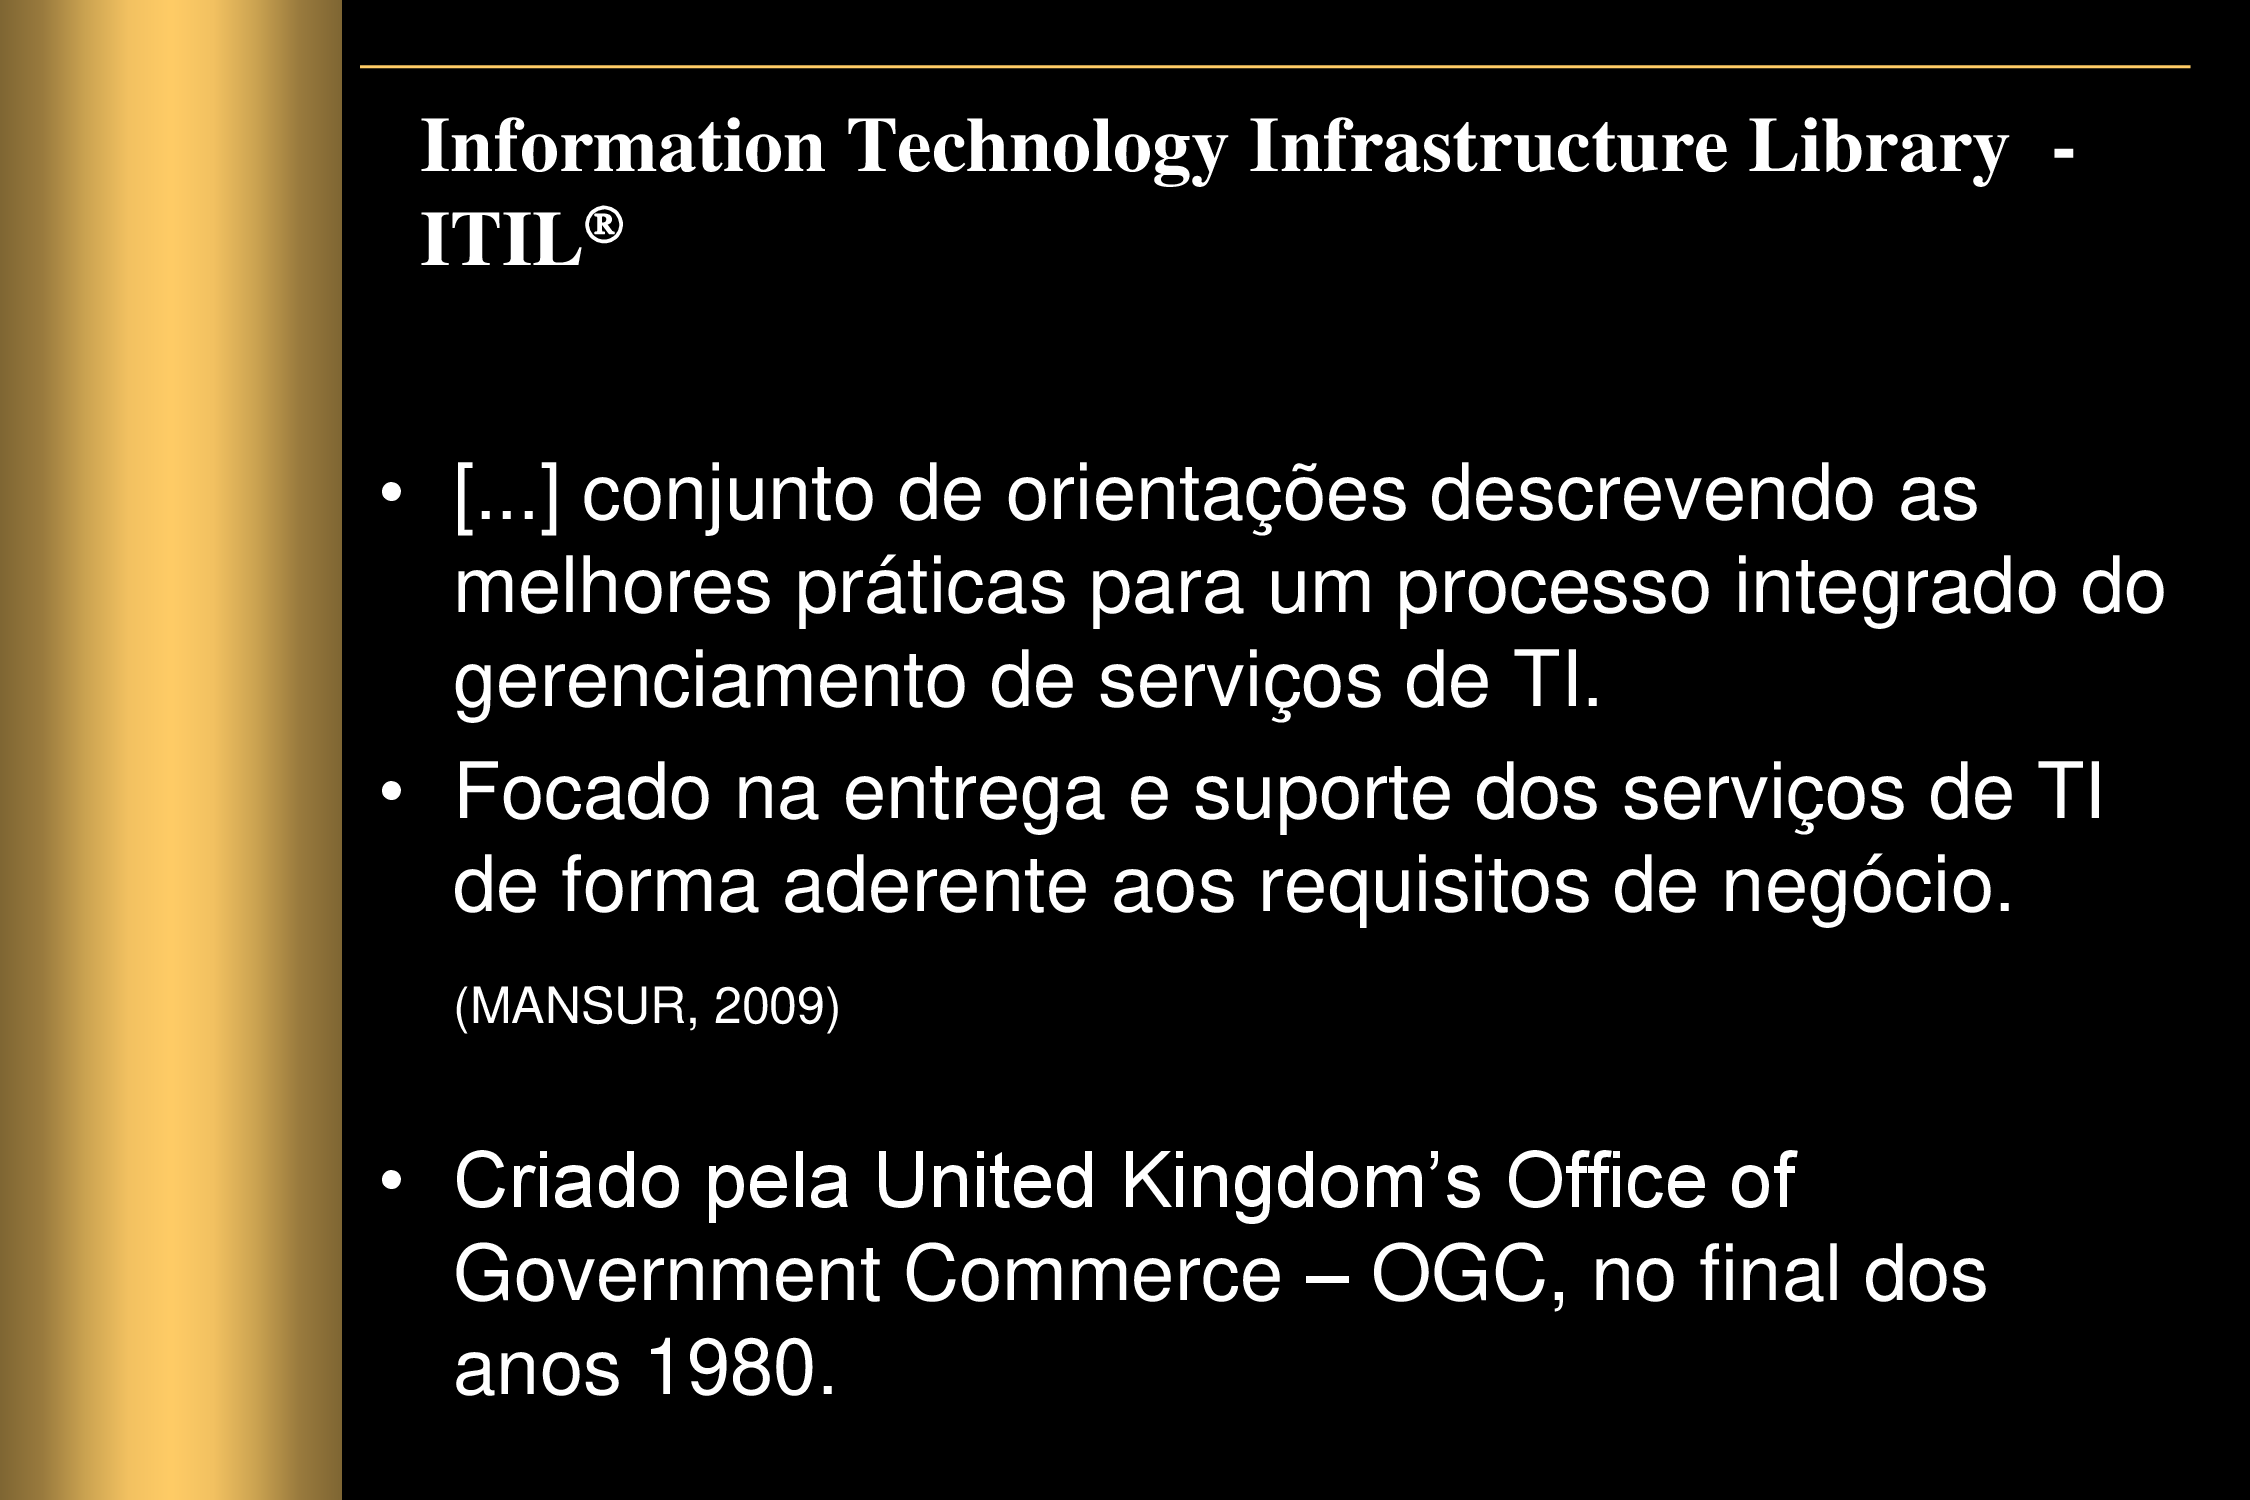 Information Technology Infrastructure Library  -
ITIL®
• [...] conjunto de orientações descrevendo as
melhores práticas para um processo integrado do
gerenciamento de serviços de TI.
• Focado na entrega e suporte dos serviços de TI
de forma aderente aos requisitos de negócio.
(MANSUR, 2009)
• Criado pela United Kingdom’s Office of
Government Commerce – OGC, no final dos
anos 1980.